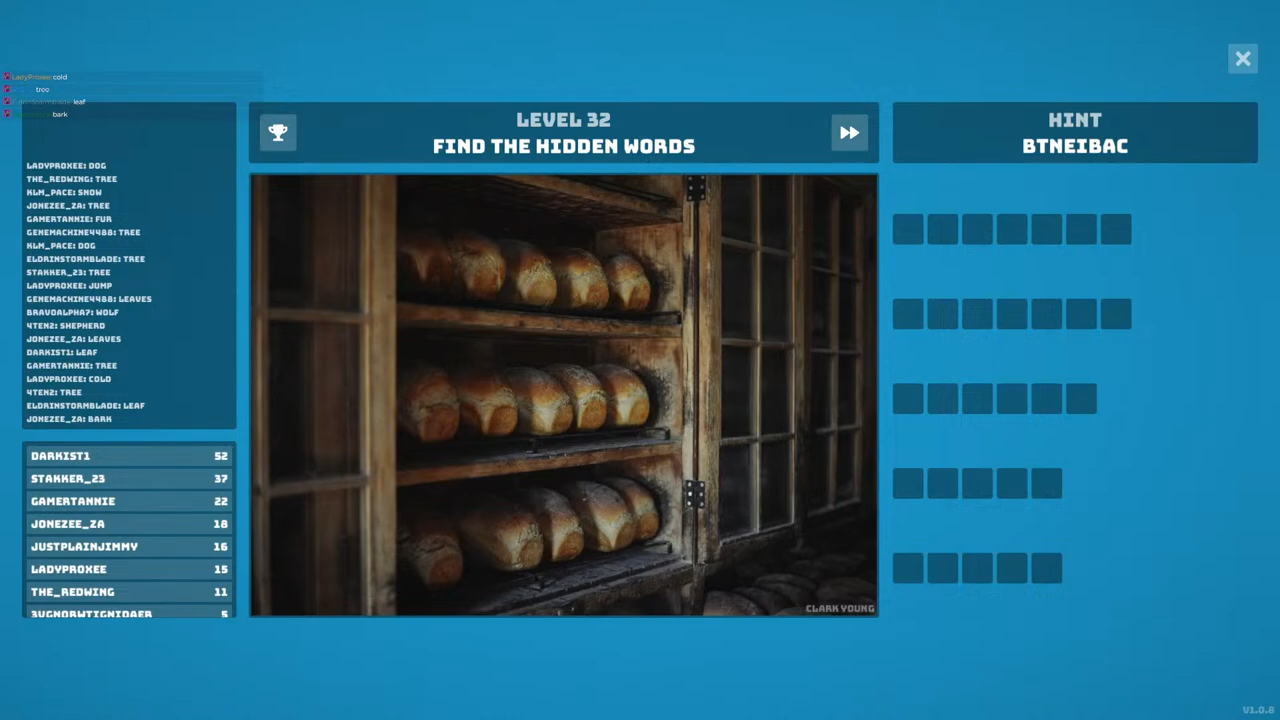 LadyProxee: cold
tree
leaf
bark
LADYPROXEE: DOG
THE_REDWING: TREE
KLM_PACE: SNOW
JONEZEE_ZA: TREE
GAMERTANNIE: FUR
GENEMACHINE4488: TREE
KLM_PACE: DOG
ELDRINSTORMBLADE: TREE
STAKKER_23: TREE
LADYPROXEE: JUMP
GENEMACHINE4488: LEAVES
BRAVOALPHA7: WOLF
4TEN2: SHEPHERD
JONEZEE_ZA: LEAVES
DARKIST1: LEAF
GAMERTANNIE: TREE
LADYPROXEE: COLD
4TEN2: TREE
ELDRINSTORMBLADE: LEAF
JONEZEE_ZA: BARK
DARKIST1 52
STAKKER_23 37
GAMERTANNIE 22
JONEZEE_ZA 18
JUSTPLAINJIMMY 16
LADYPROXEE 15
THE_REDWING 11
5
LEVEL 32
FIND THE HIDDEN WORDS
CLARK YOUNG
HINT
BTNEIBAC
V1.0.8